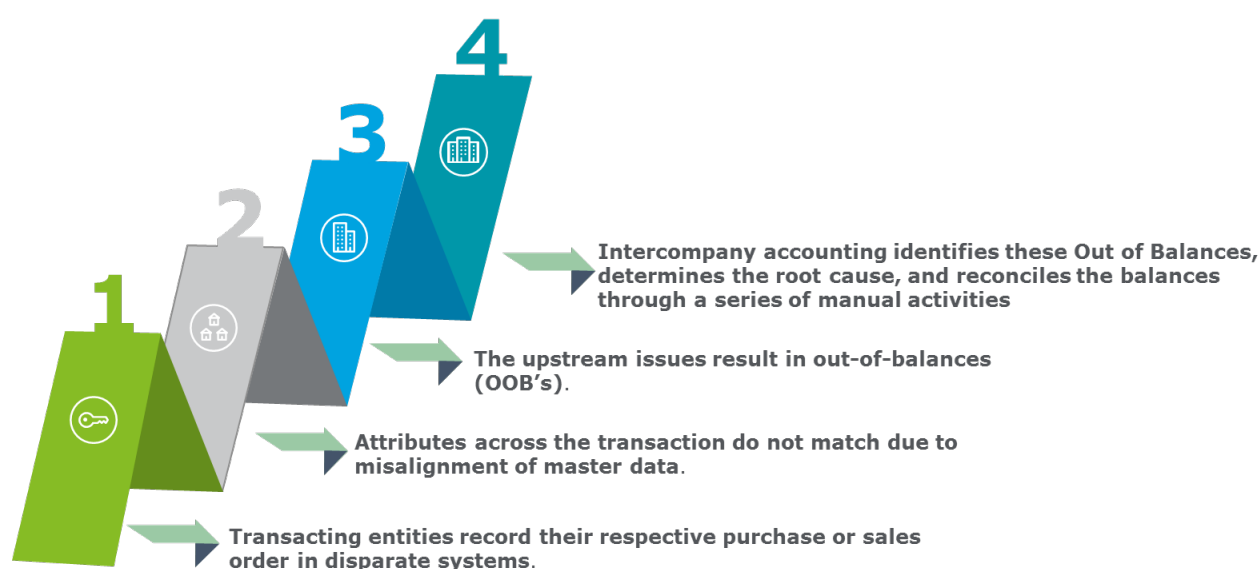 4
3
2
1
Intercompany accounting identifies these Out of Balances,
determines the root cause, and reconciles the balances
through a series of manual activities
The upstream issues result in out-of-balances
(OOB’s).
Attributes across the transaction do not match due to
misalignment of master data.
Transacting entities record their respective purchase or sales
order in disparate systems.